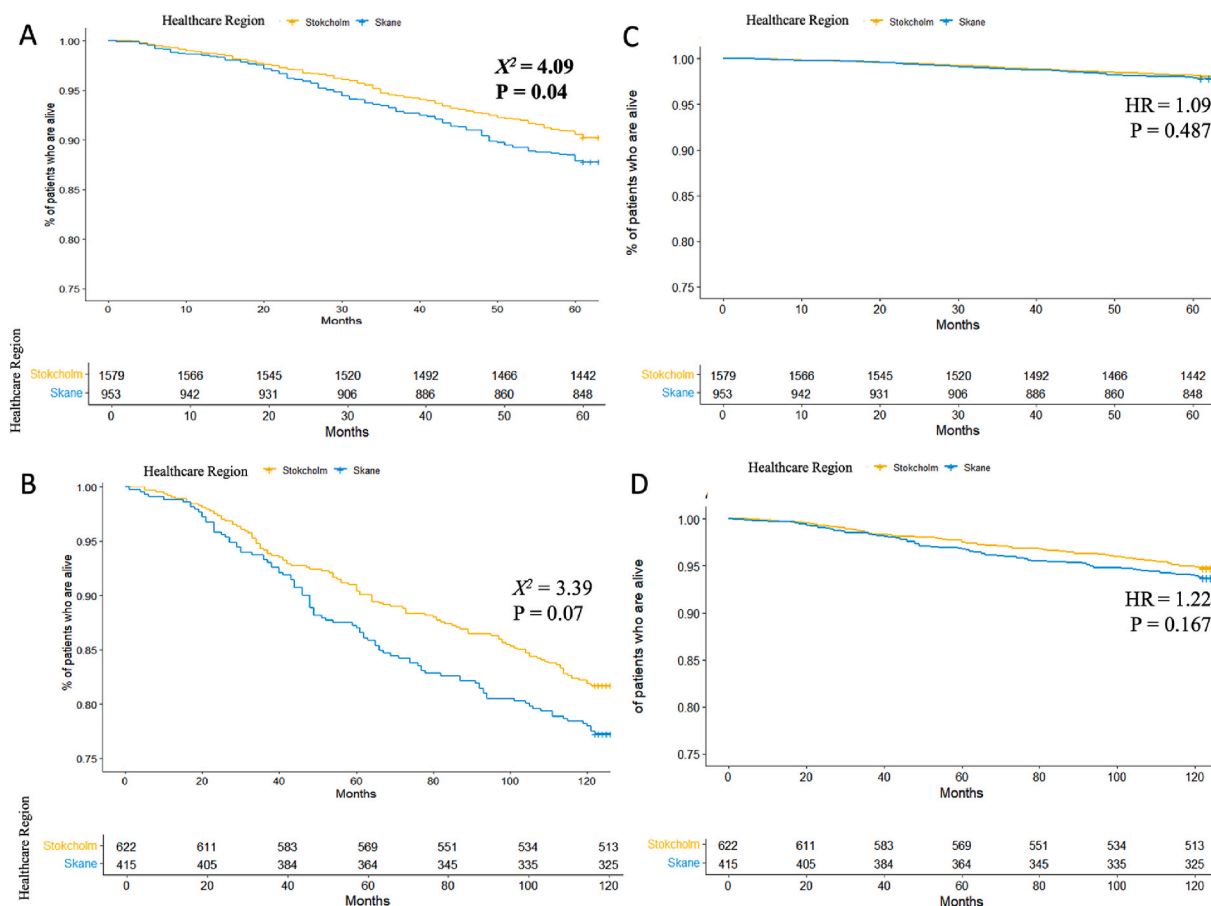 A
Healthcare Region Stokcholm Skane
% of patients who are alive
1.00
0.95
0.90
0.85
0.80
0.75
X² = 4.09
P = 0.04
0 10 20 30 40 50 60
Months
Healthcare Region
Stokcholm 1579 1566 1545 1520 1492 1466 1442
Skane 953 942 931 906 886 860 848
0 10 20 30 40 50 60
Months
C
Healthcare Region Stokcholm Skane
% of patients who are alive
1.00
0.95
0.90
0.85
0.80
0.75
HR = 1.09
P = 0.487
0 10 20 30 40 50 60
Months
Stokcholm 1579 1566 1545 1520 1492 1466 1442
Skane 953 942 931 906 886 860 848
0 10 20 30 40 50 60
Months
B
Healthcare Region Stokcholm Skane
% of patients who are alive
1.00
0.95
0.90
0.85
0.80
0.75
X² = 3.39
P = 0.07
0 20 40 60 80 100 120
Months
Healthcare Region
Stokcholm 622 611 583 569 551 534 513
Skane 415 405 384 364 345 335 325
0 20 40 60 80 100 120
Months
D
Healthcare Region Stokcholm Skane
of patients who are alive
1.00
0.95
0.90
0.85
0.80
0.75
HR = 1.22
P = 0.167
0 20 40 60 80 100 120
Months
Stokcholm 622 611 583 569 551 534 513
Skane 415 405 384 364 345 335 325
0 20 40 60 80 100 120
Months